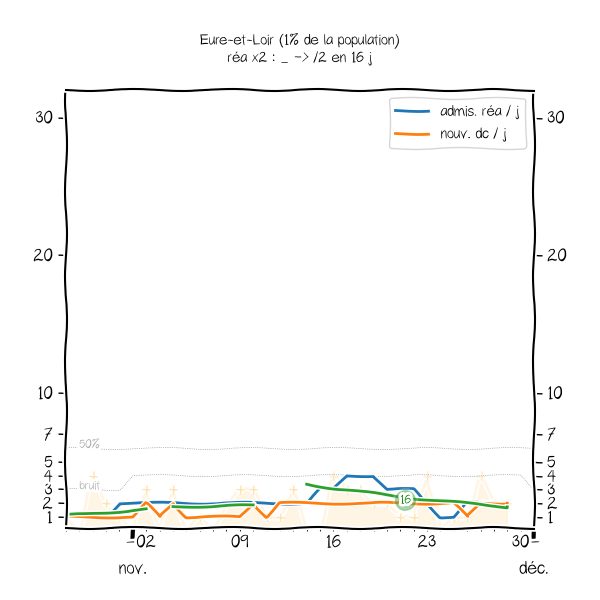 Eure-et-Loir (1% de la population)
réa x2 : _ -> /2 en 16 j
admis. réa / j
nouv. dc / j
30 30
20 20
10 10
7 7
50%
5 5
4 4
bruit
3 3
2 2
1 1
16
02 09 16 23 30
nov. déc.